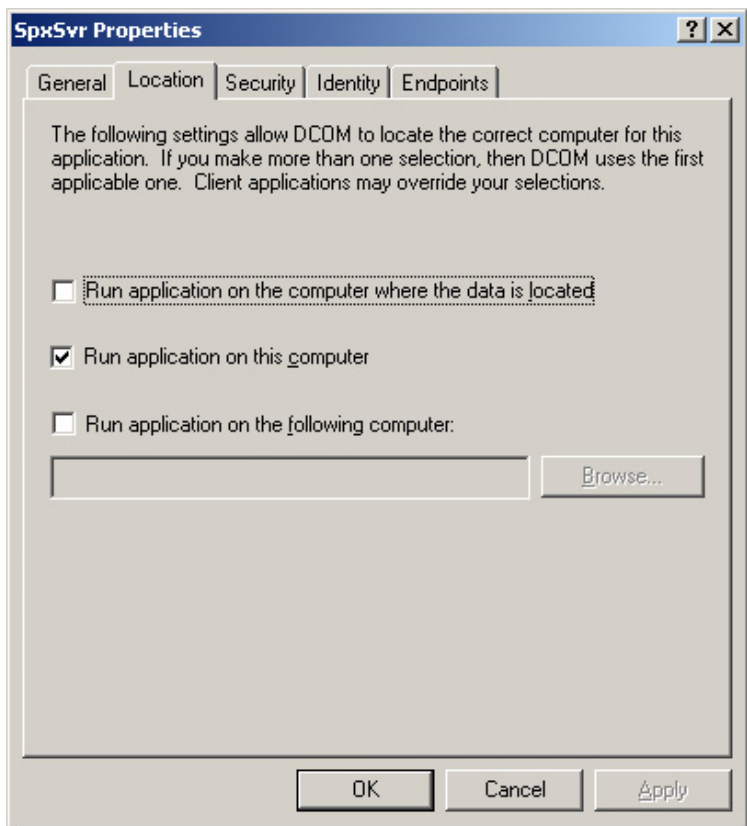 SpxSvr Properties
General Location Security Identity Endpoints
The following settings allow DCOM to locate the correct computer for this
application. If you make more than one selection, then DCOM uses the first
applicable one. Client applications may override your selections.
Run application on the computer where the data is located
Run application on this computer
Run application on the following computer:
Browse...
OK Cancel Apply